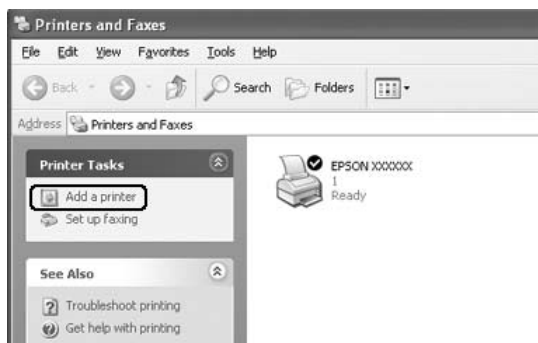 Printers and Faxes
File Edit View Favorites Tools Help
Back Search Folders
Address Printers and Faxes
Printer Tasks
Add a printer
Set up faxing
See Also
Troubleshoot printing
Get help with printing
EPSON XXXXXX
1
Ready